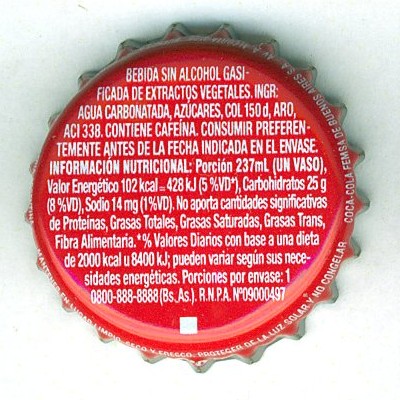 BEBIDA SIN ALCOHOL GASI-
FICADA DE EXTRACTOS VEGETALES. INGR:
AGUA CARBONATADA, AZÚCARES, COL 150 d, ARO,
ACI 338. CONTIENE CAFEÍNA. CONSUMIR PREFEREN-
TEMENTE ANTES DE LA FECHA INDICADA EN EL ENVASE.
INFORMACIÓN NUTRICIONAL: Porción 237ml (UN VASO),
Valor Energético 102 kcal = 428 kJ (5 %VD*), Carbohidratos 25 g
(8 %VD), Sodio 14 mg (1%VD). No aporta cantidades significativas
de Proteínas, Grasas Totales, Grasas Saturadas, Grasas Trans,
Fibra Alimentaria. *% Valores Diarios con base a una dieta
de 2000 kcal u 8400 kJ; pueden variar según sus nece-
sidades energéticas. Porciones por envase: 1
0800-888-8888 (Bs.As.). R.N.P.A. Nº09000497
EN LUGAR LIMPIO, SECO Y FRESCO. PROTEGER DE LA LUZ SOLAR Y NO CONGELAR
COCA-COLA FEMSA DE BUENOS AIRES S.A.